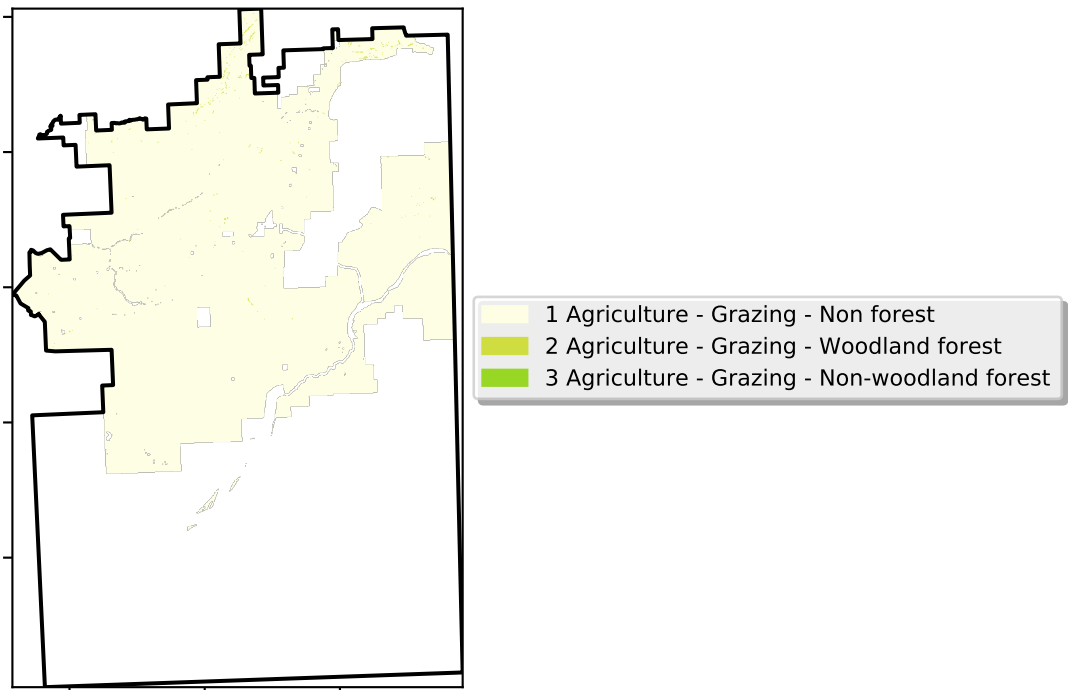 1 Agriculture - Grazing - Non forest
2 Agriculture - Grazing - Woodland forest
3 Agriculture - Grazing - Non-woodland forest